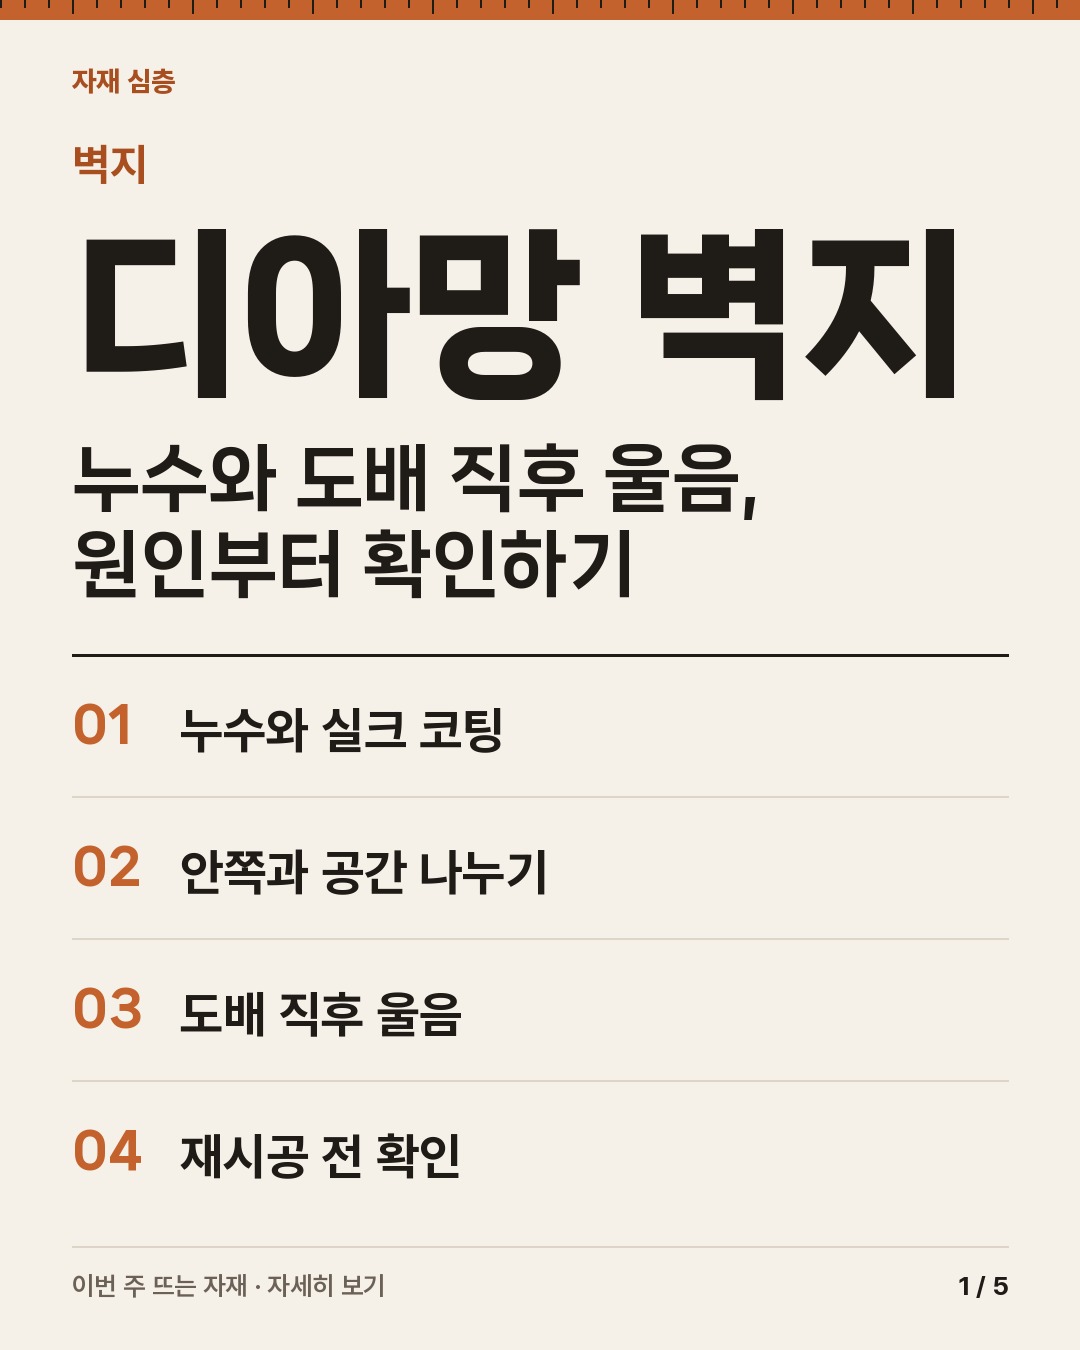 자재 심층
벽지
디아망 벽지
누수와 도배 직후 울음,
원인부터 확인하기
01 누수와 실크 코팅
02 안쪽과 공간 나누기
03 도배 직후 울음
04 재시공 전 확인
이번 주 뜨는 자재 · 자세히 보기
1 / 5